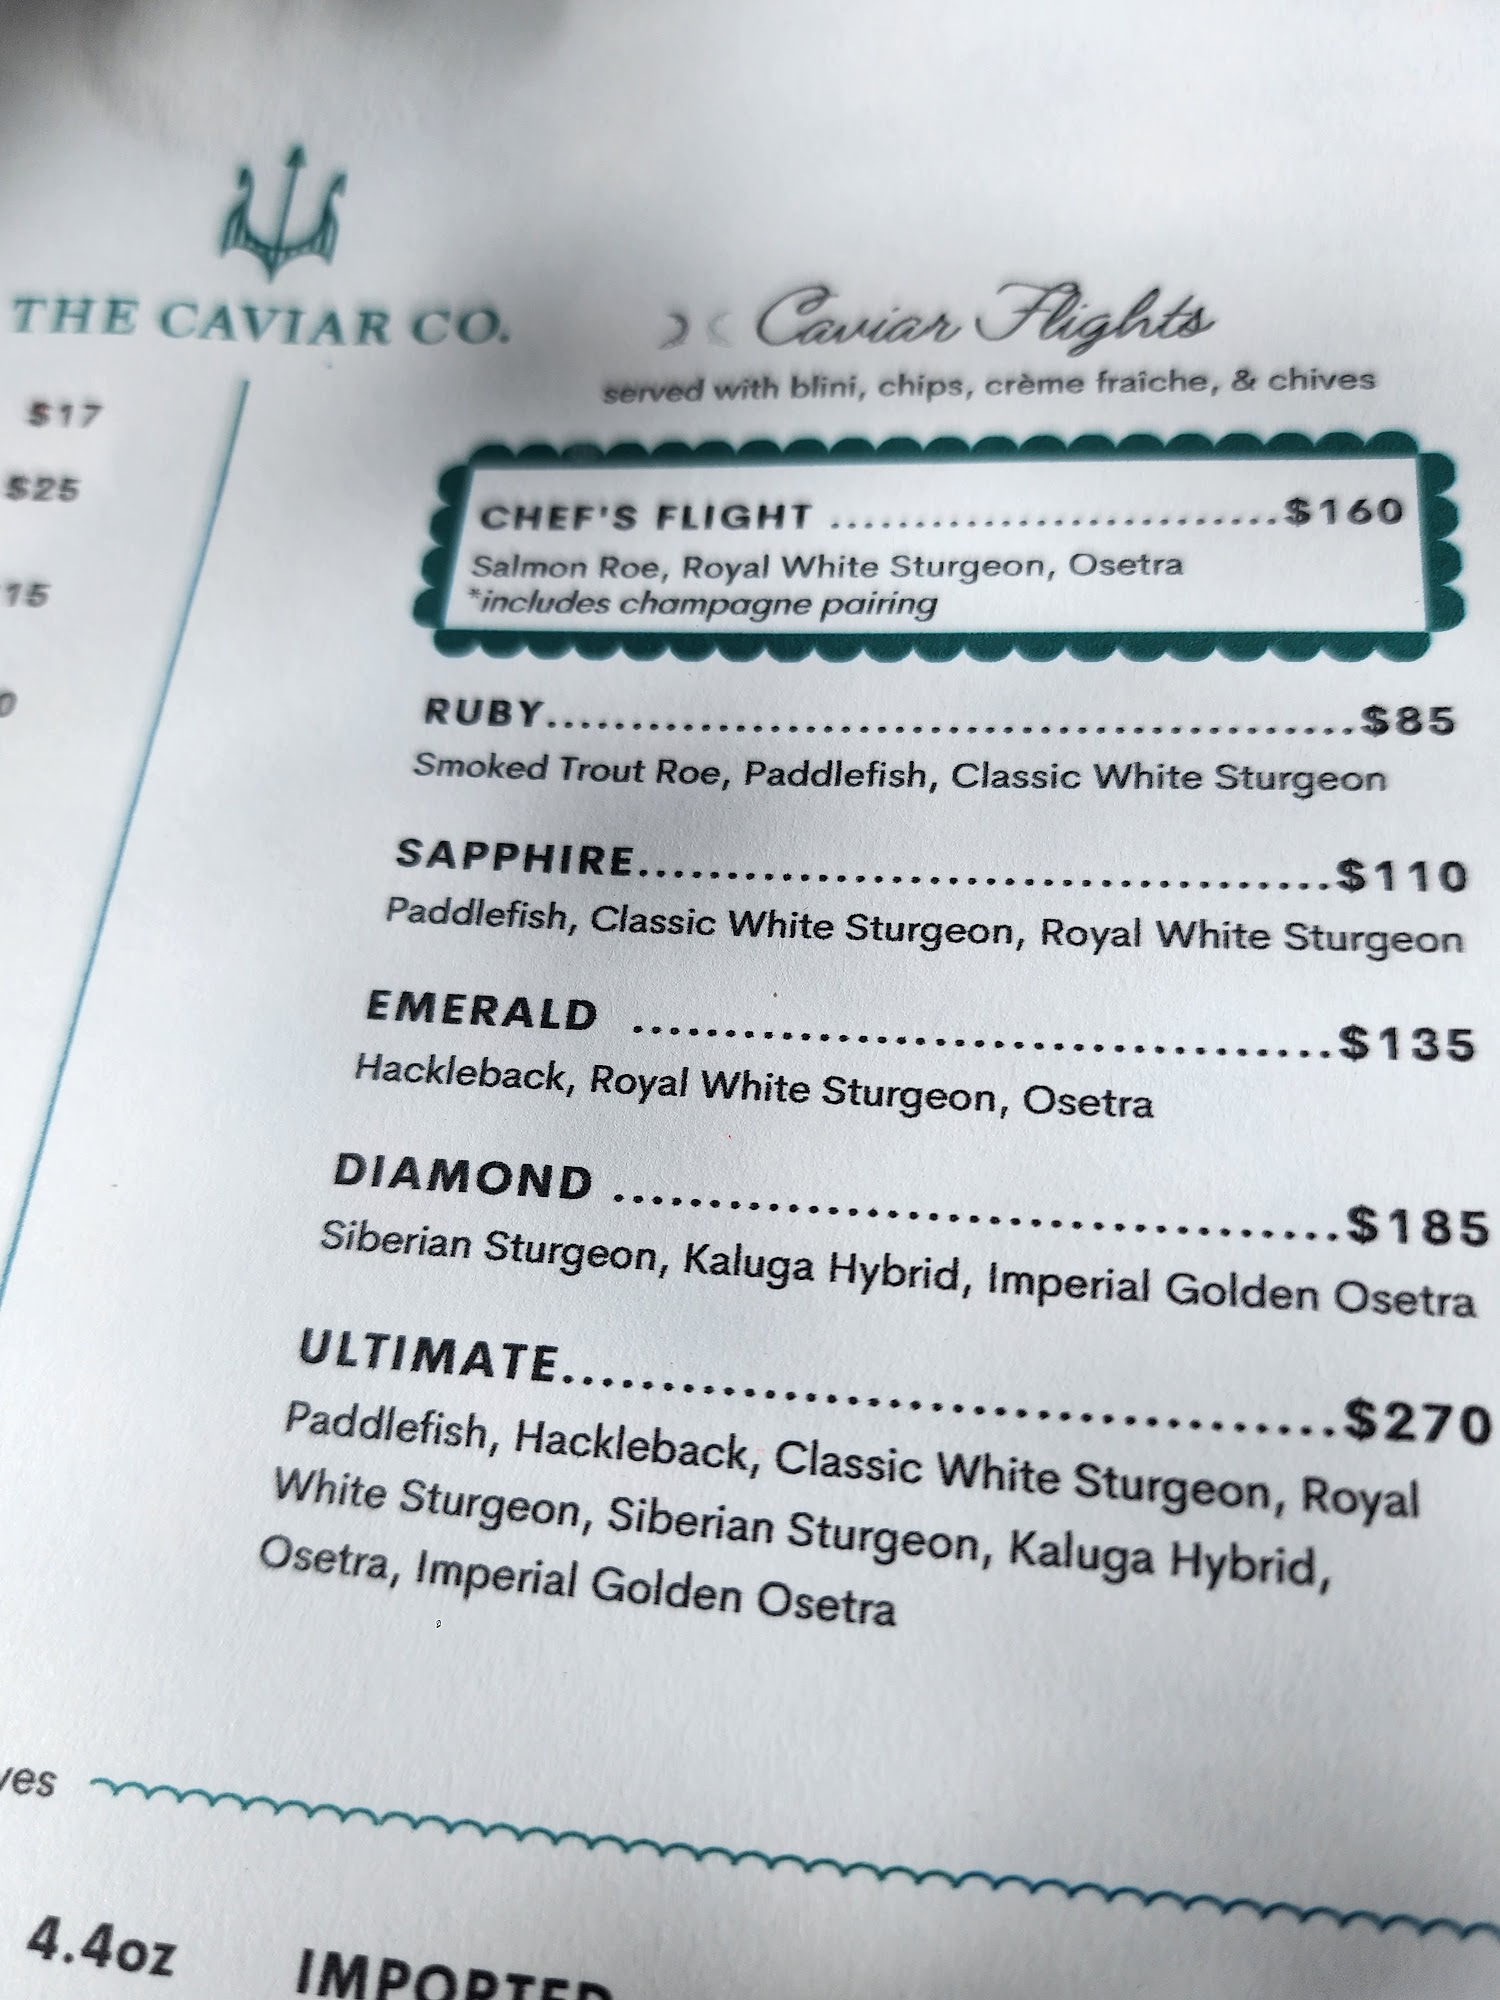 THE CAVIAR CO.
$17
$25
15
0
Caviar Flights
served with blini, chips, crème fraîche, & chives
CHEF'S FLIGHT ............................$160
Salmon Roe, Royal White Sturgeon, Osetra
*includes champagne pairing
RUBY..........................................$85
Smoked Trout Roe, Paddlefish, Classic White Sturgeon
SAPPHIRE...................................$110
Paddlefish, Classic White Sturgeon, Royal White Sturgeon
EMERALD ...................................$135
Hackleback, Royal White Sturgeon, Osetra
DIAMOND ...................................$185
Siberian Sturgeon, Kaluga Hybrid, Imperial Golden Osetra
ULTIMATE......................................$270
Paddlefish, Hackleback, Classic White Sturgeon, Royal
White Sturgeon, Siberian Sturgeon, Kaluga Hybrid,
Osetra, Imperial Golden Osetra
ves
4.4oz
IMPORTED